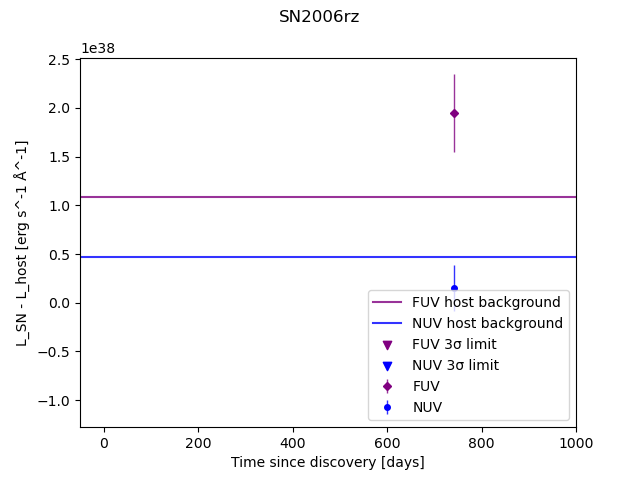 SN2006rz
1e38
L_SN - L_host [erg s^-1 Å^-1]
2.5
2.0
1.5
1.0
0.5
0.0
−0.5
−1.0
FUV host background
NUV host background
FUV 3σ limit
NUV 3σ limit
FUV
NUV
0 200 400 600 800 1000
Time since discovery [days]